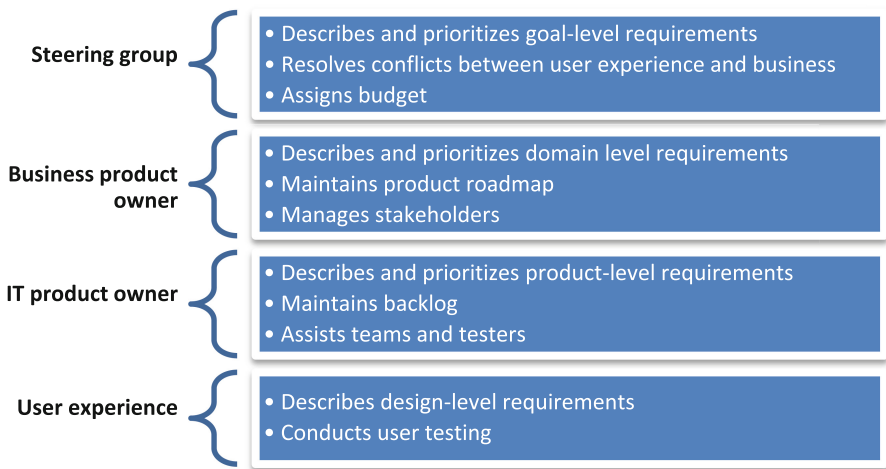 Steering group
• Describes and prioritizes goal-level requirements
• Resolves conflicts between user experience and business
• Assigns budget
Business product
owner
• Describes and prioritizes domain level requirements
• Maintains product roadmap
• Manages stakeholders
IT product owner
• Describes and prioritizes product-level requirements
• Maintains backlog
• Assists teams and testers
User experience
• Describes design-level requirements
• Conducts user testing